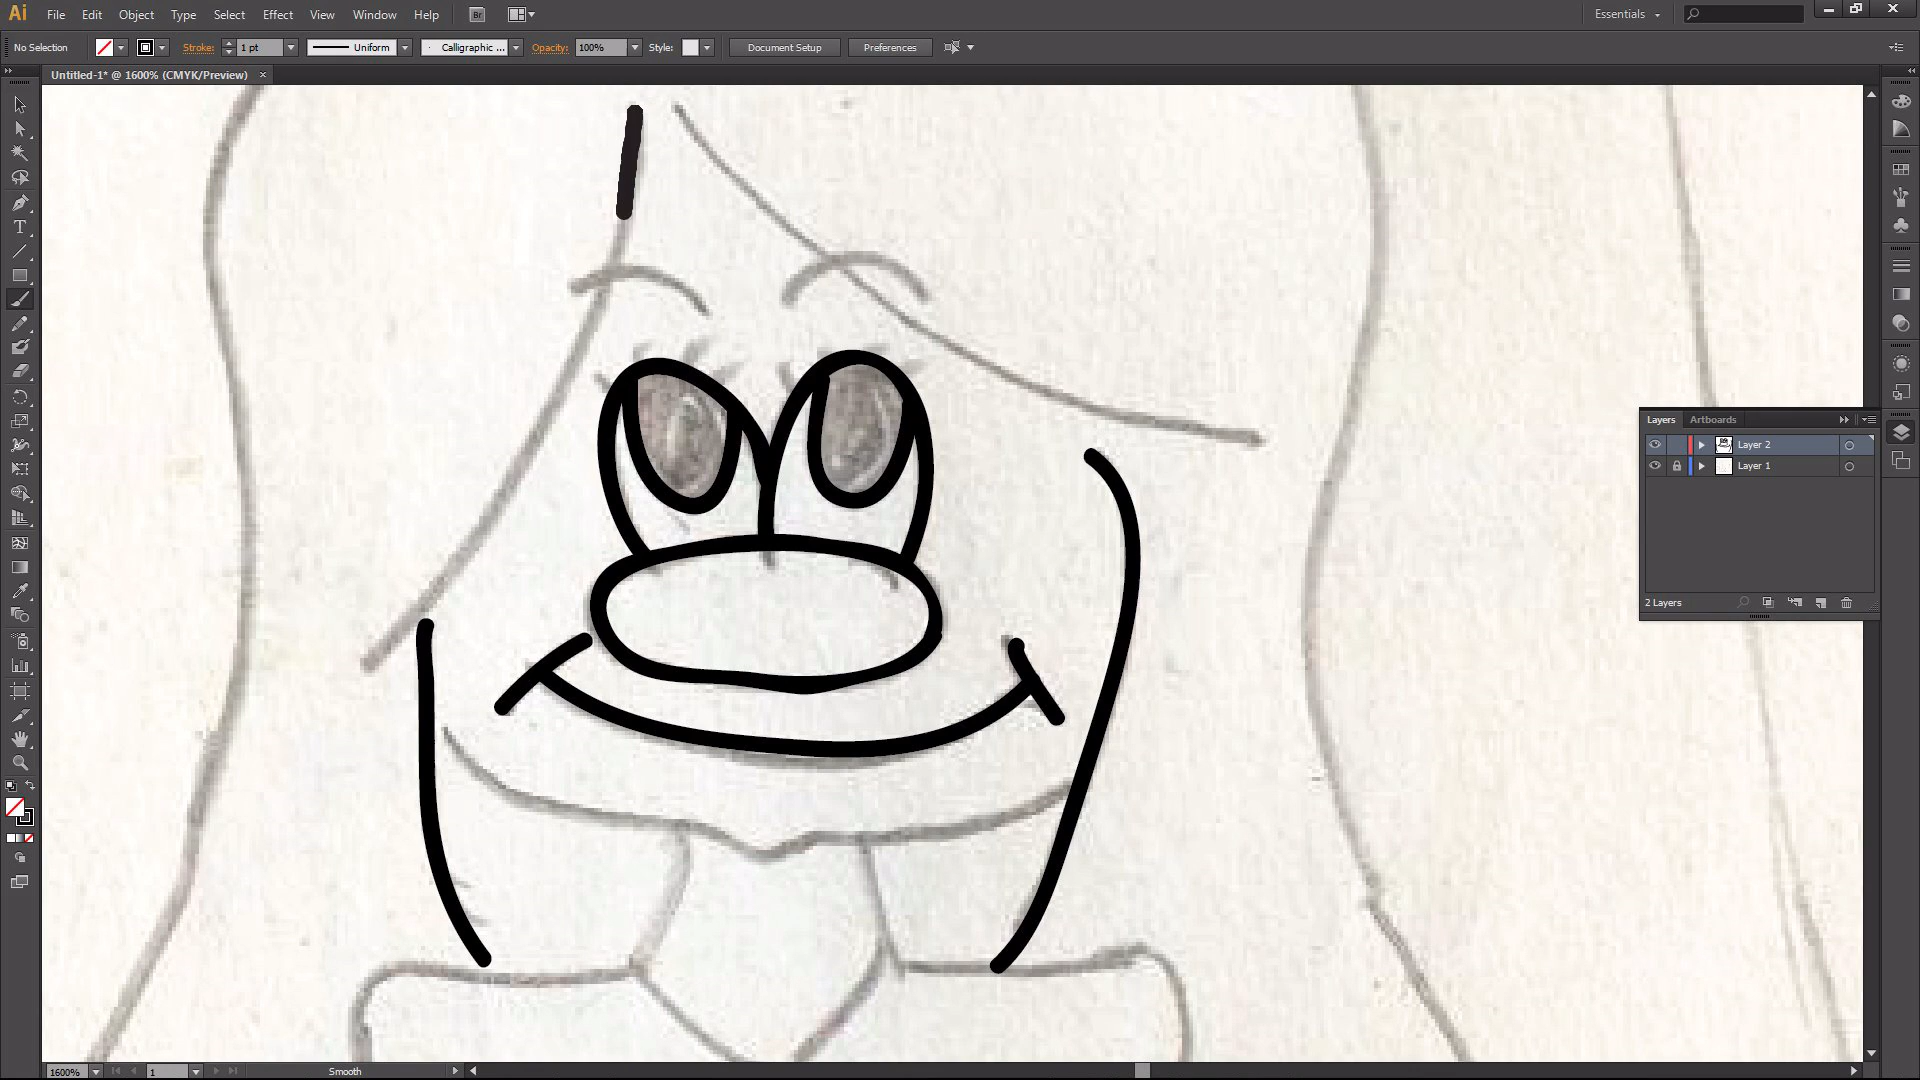 Ai File Edit Object Type Select Effect View Window Help Br Essentials
No Selection Stroke: 1 pt Uniform Calligraphic ... Opacity: 100% Style: Document Setup Preferences
Untitled-1* @ 1600% (CMYK/Preview)
Layers Artboards
Layer 2
Layer 1
2 Layers
1600% 1 Smooth